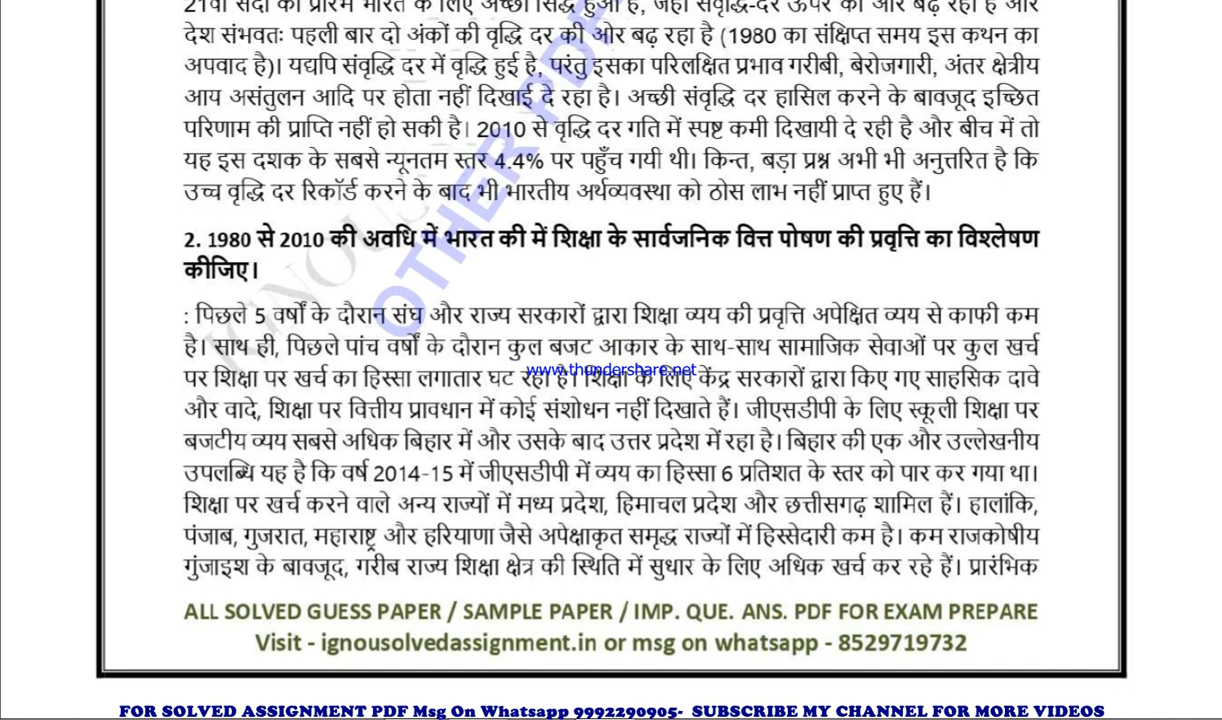 21वीं सदी का प्रारंभ भारत के लिए अच्छा सिद्ध हुआ है, जहाँ संवृद्धि-दर ऊपर की ओर बढ़ रही है और
देश संभवतः पहली बार दो अंकों की वृद्धि दर की ओर बढ़ रहा है (1980 का संक्षिप्त समय इस कथन का
अपवाद है)। यद्यपि संवृद्धि दर में वृद्धि हुई है, परंतु इसका परिलक्षित प्रभाव गरीबी, बेरोजगारी, अंतर क्षेत्रीय
आय असंतुलन आदि पर होता नहीं दिखाई दे रहा है। अच्छी संवृद्धि दर हासिल करने के बावजूद इच्छित
परिणाम की प्राप्ति नहीं हो सकी है। 2010 से वृद्धि दर गति में स्पष्ट कमी दिखायी दे रही है और बीच में तो
यह इस दशक के सबसे न्यूनतम स्तर 4.4% पर पहुँच गयी थी। किन्त, बड़ा प्रश्न अभी भी अनुत्तरित है कि
उच्च वृद्धि दर रिकॉर्ड करने के बाद भी भारतीय अर्थव्यवस्था को ठोस लाभ नहीं प्राप्त हुए हैं।
2. 1980 से 2010 की अवधि में भारत की में शिक्षा के सार्वजनिक वित्त पोषण की प्रवृत्ति का विश्लेषण
कीजिए।
: पिछले 5 वर्षों के दौरान संघ और राज्य सरकारों द्वारा शिक्षा व्यय की प्रवृत्ति अपेक्षित व्यय से काफी कम
है। साथ ही, पिछले पांच वर्षों के दौरान कुल बजट आकार के साथ-साथ सामाजिक सेवाओं पर कुल खर्च
पर शिक्षा पर खर्च का हिस्सा लगातार घट रहा है। शिक्षा के लिए केंद्र सरकारों द्वारा किए गए साहसिक दावे
www.thundershare.net
और वादे, शिक्षा पर वित्तीय प्रावधान में कोई संशोधन नहीं दिखाते हैं। जीएसडीपी के लिए स्कूली शिक्षा पर
बजटीय व्यय सबसे अधिक बिहार में और उसके बाद उत्तर प्रदेश में रहा है। बिहार की एक और उल्लेखनीय
उपलब्धि यह है कि वर्ष 2014-15 में जीएसडीपी में व्यय का हिस्सा 6 प्रतिशत के स्तर को पार कर गया था।
शिक्षा पर खर्च करने वाले अन्य राज्यों में मध्य प्रदेश, हिमाचल प्रदेश और छत्तीसगढ़ शामिल हैं। हालांकि,
पंजाब, गुजरात, महाराष्ट्र और हरियाणा जैसे अपेक्षाकृत समृद्ध राज्यों में हिस्सेदारी कम है। कम राजकोषीय
गुंजाइश के बावजूद, गरीब राज्य शिक्षा क्षेत्र की स्थिति में सुधार के लिए अधिक खर्च कर रहे हैं। प्रारंभिक
OTHER PDF
ALL SOLVED GUESS PAPER / SAMPLE PAPER / IMP. QUE. ANS. PDF FOR EXAM PREPARE
Visit - ignousolvedassignment.in or msg on whatsapp - 8529719732
FOR SOLVED ASSIGNMENT PDF Msg On Whatsapp 9992290905- SUBSCRIBE MY CHANNEL FOR MORE VIDEOS